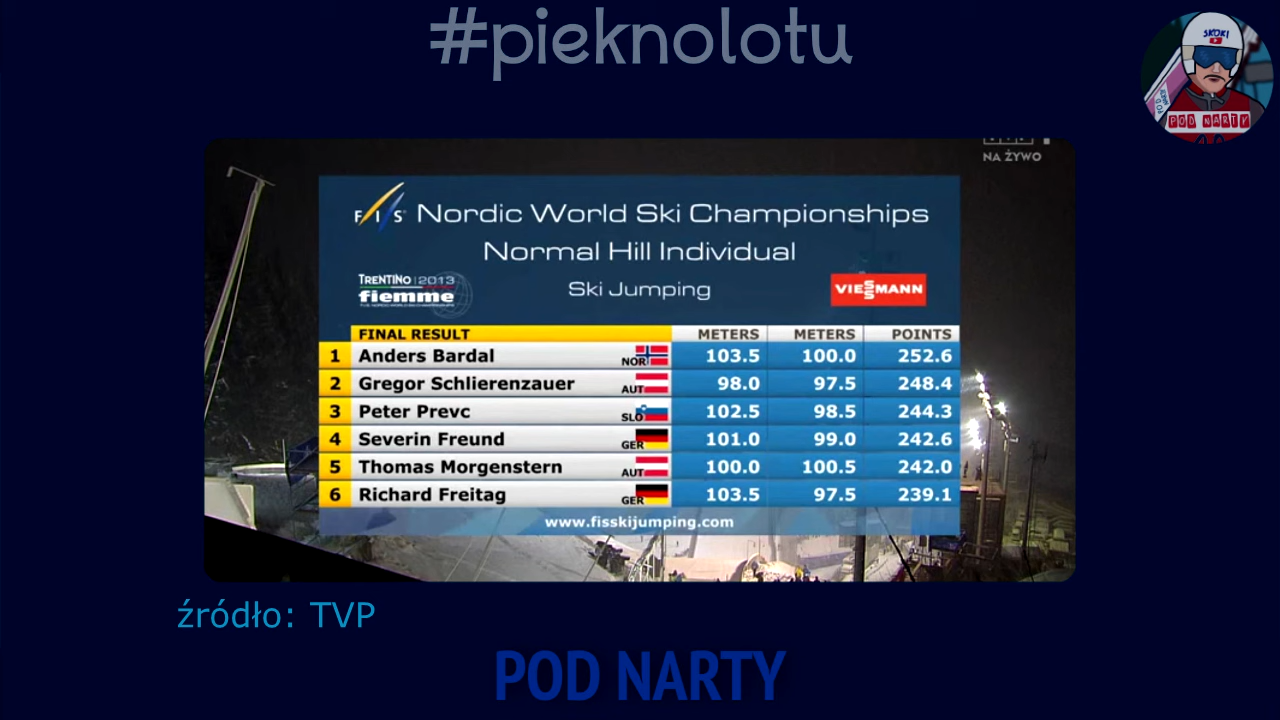 #pieknolotu
SKOKI
POD NARTY
NA ŻYWO
FIS Nordic World Ski Championships
Normal Hill Individual
TRENTINO 2013
fiemme
Ski Jumping
VIESSMANN
FINAL RESULT METERS METERS POINTS
1 Anders Bardal NOR 103.5 100.0 252.6
2 Gregor Schlierenzauer AUT 98.0 97.5 248.4
3 Peter Prevc SLO 102.5 98.5 244.3
4 Severin Freund GER 101.0 99.0 242.6
5 Thomas Morgenstern AUT 100.0 100.5 242.0
6 Richard Freitag GER 103.5 97.5 239.1
www.fisskijumping.com
źródło: TVP
POD NARTY